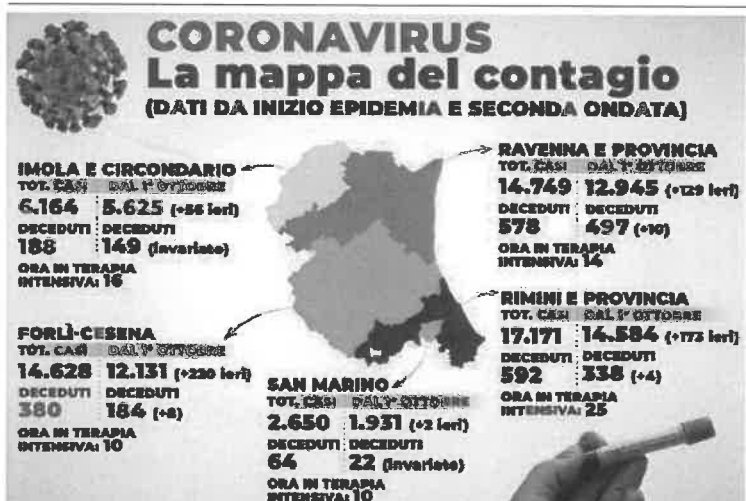 CORONAVIRUS
La mappa del contagio
(DATI DA INIZIO EPIDEMIA E SECONDA ONDATA)
IMOLA E CIRCONDARIO
TOT. CASI DAL 1° OTTOBRE
6.164 5.625 (+56 ieri)
DECEDUTI DECEDUTI
188 149 (invariato)
ORA IN TERAPIA
INTENSIVA: 16
RAVENNA E PROVINCIA
TOT. CASI DAL 1° OTTOBRE
14.749 12.945 (+129 ieri)
DECEDUTI DECEDUTI
578 497 (+10)
ORA IN TERAPIA
INTENSIVA: 14
FORLÌ-CESENA
TOT. CASI DAL 1° OTTOBRE
14.628 12.131 (+220 ieri)
DECEDUTI DECEDUTI
380 184 (+8)
ORA IN TERAPIA
INTENSIVA: 10
SAN MARINO
TOT. CASI DAL 1° OTTOBRE
2.650 1.931 (+2 ieri)
DECEDUTI DECEDUTI
64 22 (invariato)
ORA IN TERAPIA
INTENSIVA: 10
RIMINI E PROVINCIA
TOT. CASI DAL 1° OTTOBRE
17.171 14.584 (+173 ieri)
DECEDUTI DECEDUTI
592 338 (+4)
ORA IN TERAPIA
INTENSIVA: 25